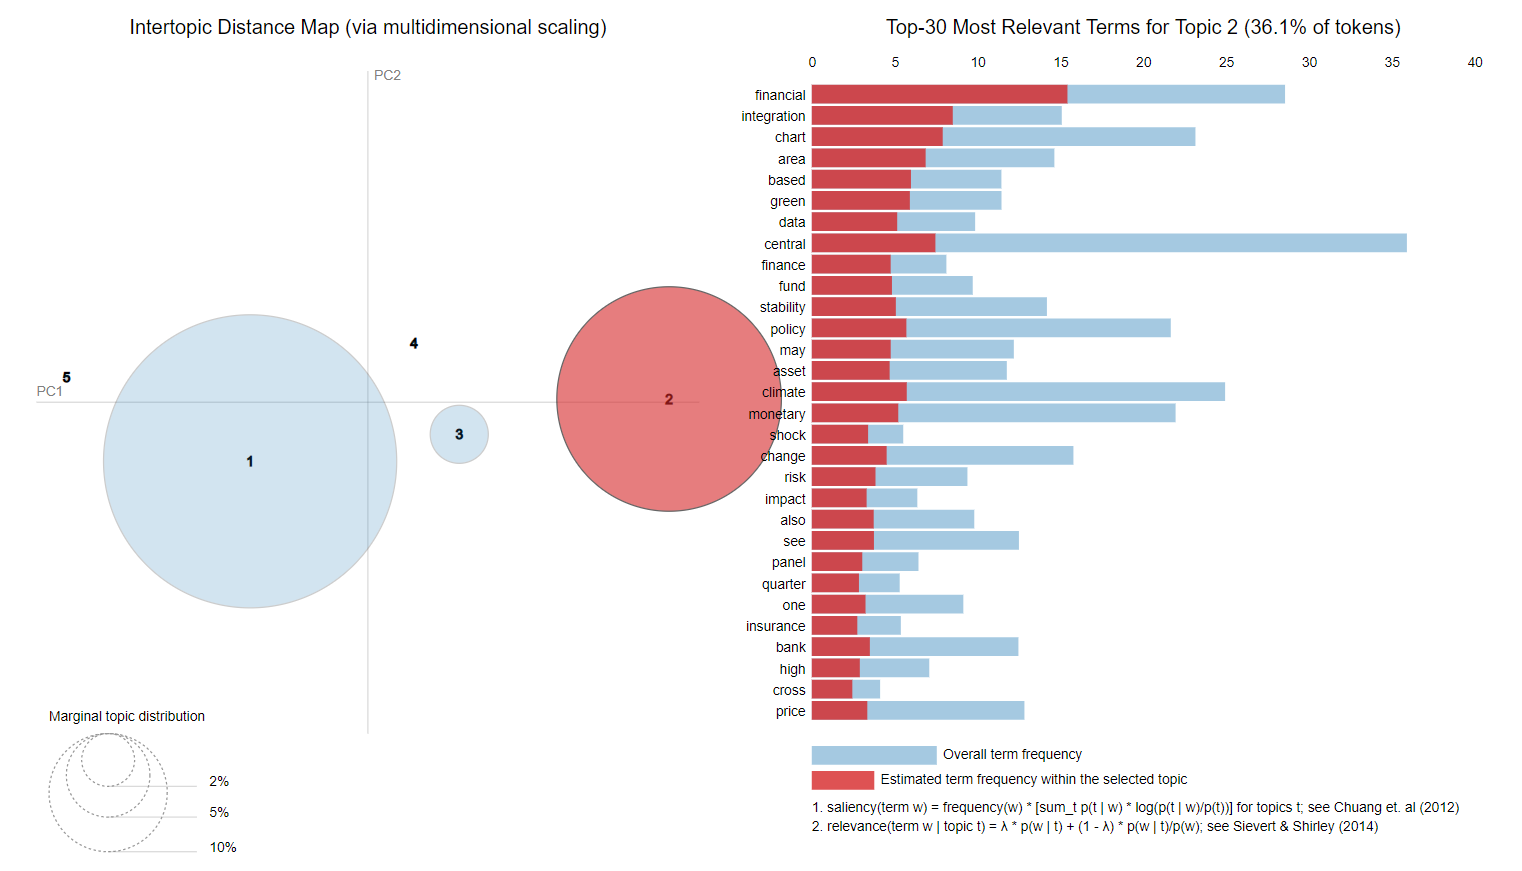 Intertopic Distance Map (via multidimensional scaling)
PC2
PC1
5
4
1
3
2
Marginal topic distribution
2%
5%
10%
Top-30 Most Relevant Terms for Topic 2 (36.1% of tokens)
0 5 10 15 20 25 30 35 40
financial
integration
chart
area
based
green
data
central
finance
fund
stability
policy
may
asset
climate
monetary
shock
change
risk
impact
also
see
panel
quarter
one
insurance
bank
high
cross
price
Overall term frequency
Estimated term frequency within the selected topic
1. saliency(term w) = frequency(w) * [sum_t p(t | w) * log(p(t | w)/p(t))] for topics t; see Chuang et. al (2012)
2. relevance(term w | topic t) = λ * p(w | t) + (1 - λ) * p(w | t)/p(w); see Sievert & Shirley (2014)